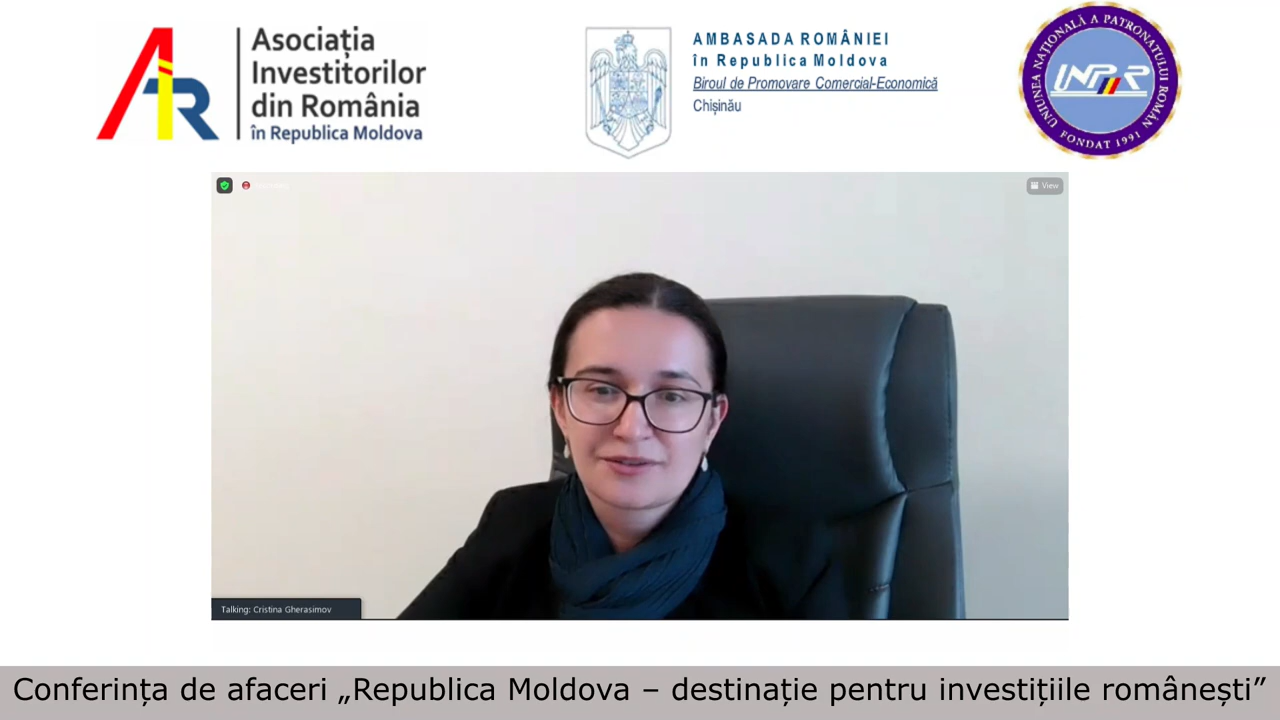 Asociația
Investitorilor
din România
în Republica Moldova
AMBASADA ROMÂNIEI
în Republica Moldova
Biroul de Promovare Comercial-Economică
Chișinău
UNIUNEA NAȚIONALĂ A PATRONATULUI ROMÂN
UNPR
FONDAT 1991
View
Talking: Cristina Gherasimov
Conferința de afaceri „Republica Moldova – destinație pentru investițiile românești”